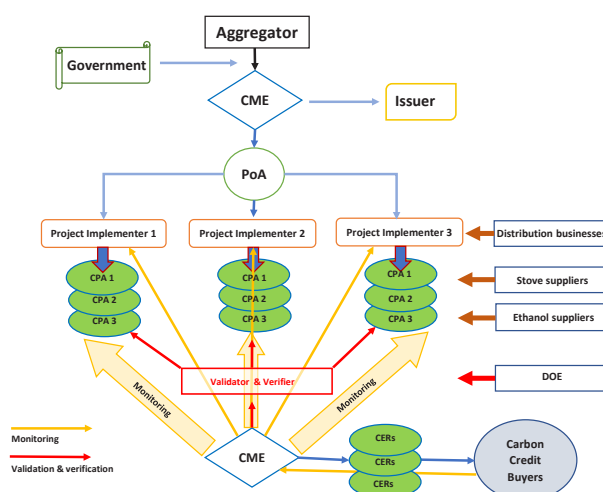 Aggregator
Government
CME
Issuer
PoA
Project Implementer 1
Project Implementer 2
Project Implementer 3
Distribution businesses
CPA 1
CPA 2
CPA 3
CPA 1
CPA 2
CPA 3
CPA 1
CPA 2
CPA 3
Stove suppliers
Ethanol suppliers
Validator & Verifier
DOE
Monitoring
Monitoring
Monitoring
Validation & verification
CME
CERs
CERs
CERs
Carbon
Credit
Buyers